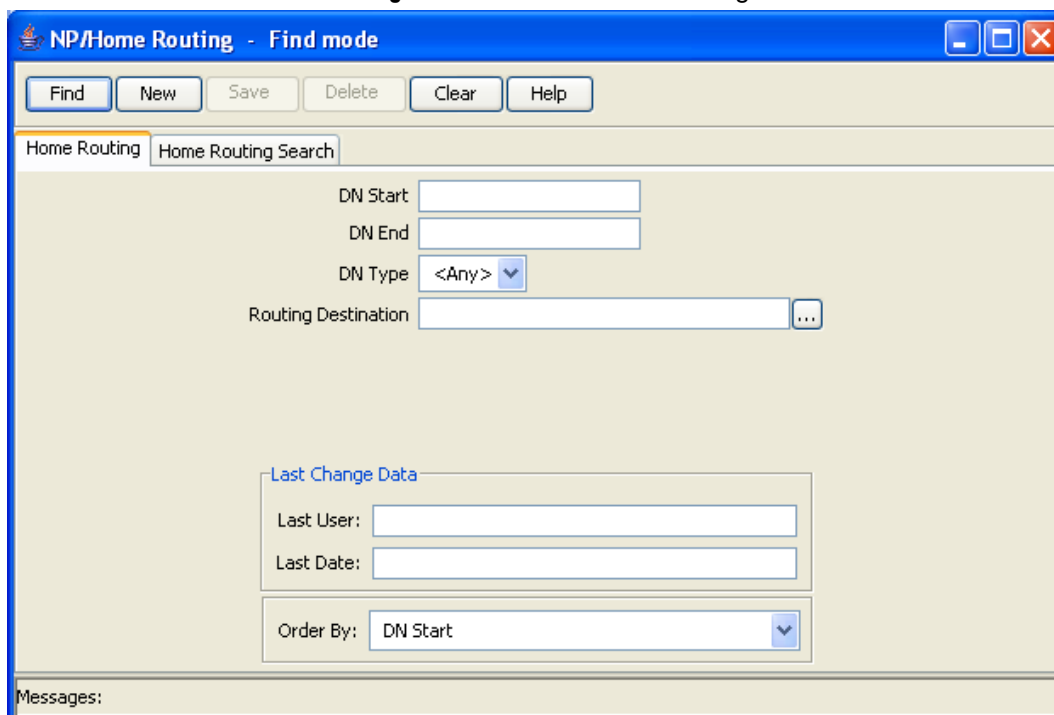 NP/Home Routing - Find mode
Find New Save Delete Clear Help
Home Routing Home Routing Search
DN Start
DN End
DN Type <Any>
Routing Destination ...
Last Change Data
Last User:
Last Date:
Order By: DN Start
Messages: